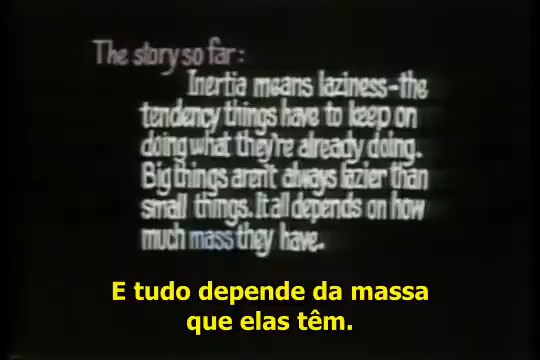 The story so far:
Inertia means laziness-the
tendency things have to keep on
doing what they're already doing.
Big things aren't always lazier than
small things. It all depends on how
much mass they have.
E tudo depende da massa
que elas têm.